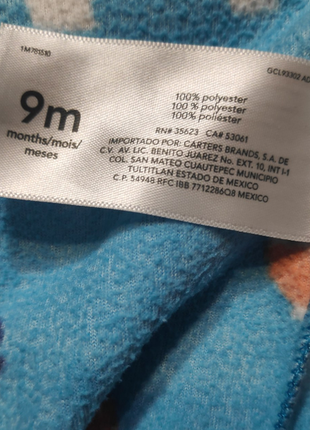 1M781510
GCL93302 AD
9m
months/mois/
meses
100% polyester
100 % polyester
100% poliéster
RN# 35623 CA# 53061
IMPORTADO POR: CARTERS BRANDS, S.A. DE
C.V. AV. LIC. BENITO JUAREZ No. EXT. 10, INT I-1
COL. SAN MATEO CUAUTEPEC MUNICIPIO
TULTITLAN ESTADO DE MEXICO
C.P. 54948 RFC IBB 7712286Q8 MEXICO